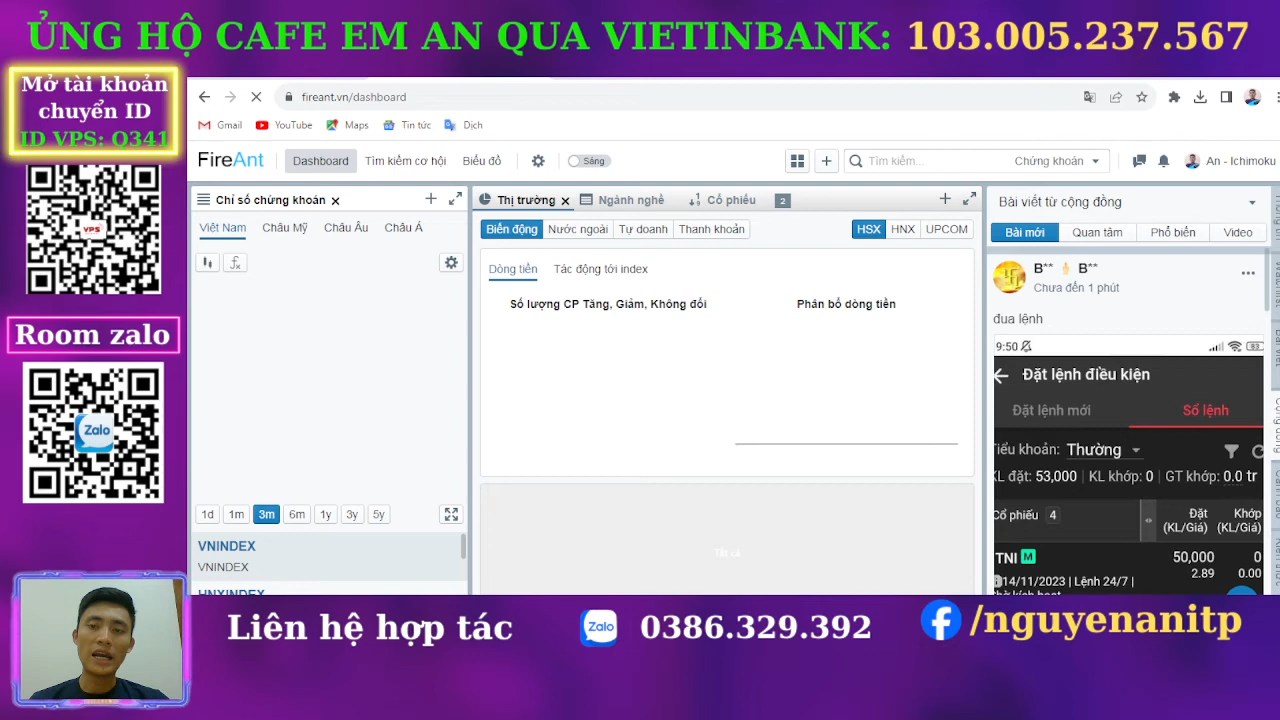 ỦNG HỘ CAFE EM AN QUA VIETINBANK: 103.005.237.567
Mở tài khoản
chuyển ID
ID VPS: O341
VPS
Room zalo
Zalo
fireant.vn/dashboard
Gmail YouTube Maps Tin tức Dịch
FireAnt Dashboard Tìm kiếm cơ hội Biểu đồ Sáng Tìm kiếm... Chứng khoán An - Ichimoku
Chỉ số chứng khoán
Việt Nam Châu Mỹ Châu Âu Châu Á
1d 1m 3m 6m 1y 3y 5y
VNINDEX
VNINDEX
HNXINDEX
Thị trường Ngành nghề Cổ phiếu 2
Biến động Nước ngoài Tự doanh Thanh khoản HSX HNX UPCOM
Dòng tiền Tác động tới index
Số lượng CP Tăng, Giảm, Không đổi Phân bổ dòng tiền
Tất cả
Bài viết từ cộng đồng
Bài mới Quan tâm Phổ biến Video
B** B**
Chưa đến 1 phút
đua lệnh
9:50 83
Đặt lệnh điều kiện
Đặt lệnh mới Sổ lệnh
Tiểu khoản: Thường
KL đặt: 53,000 KL khớp: 0 GT khớp: 0.0 tr
Cổ phiếu 4 Đặt Khớp
(KL/Giá) (KL/Giá)
TNI M 50,000 0
2.89 0.00
14/11/2023 | Lệnh 24/7 |
Liên hệ hợp tác Zalo 0386.329.392 /nguyenanitp